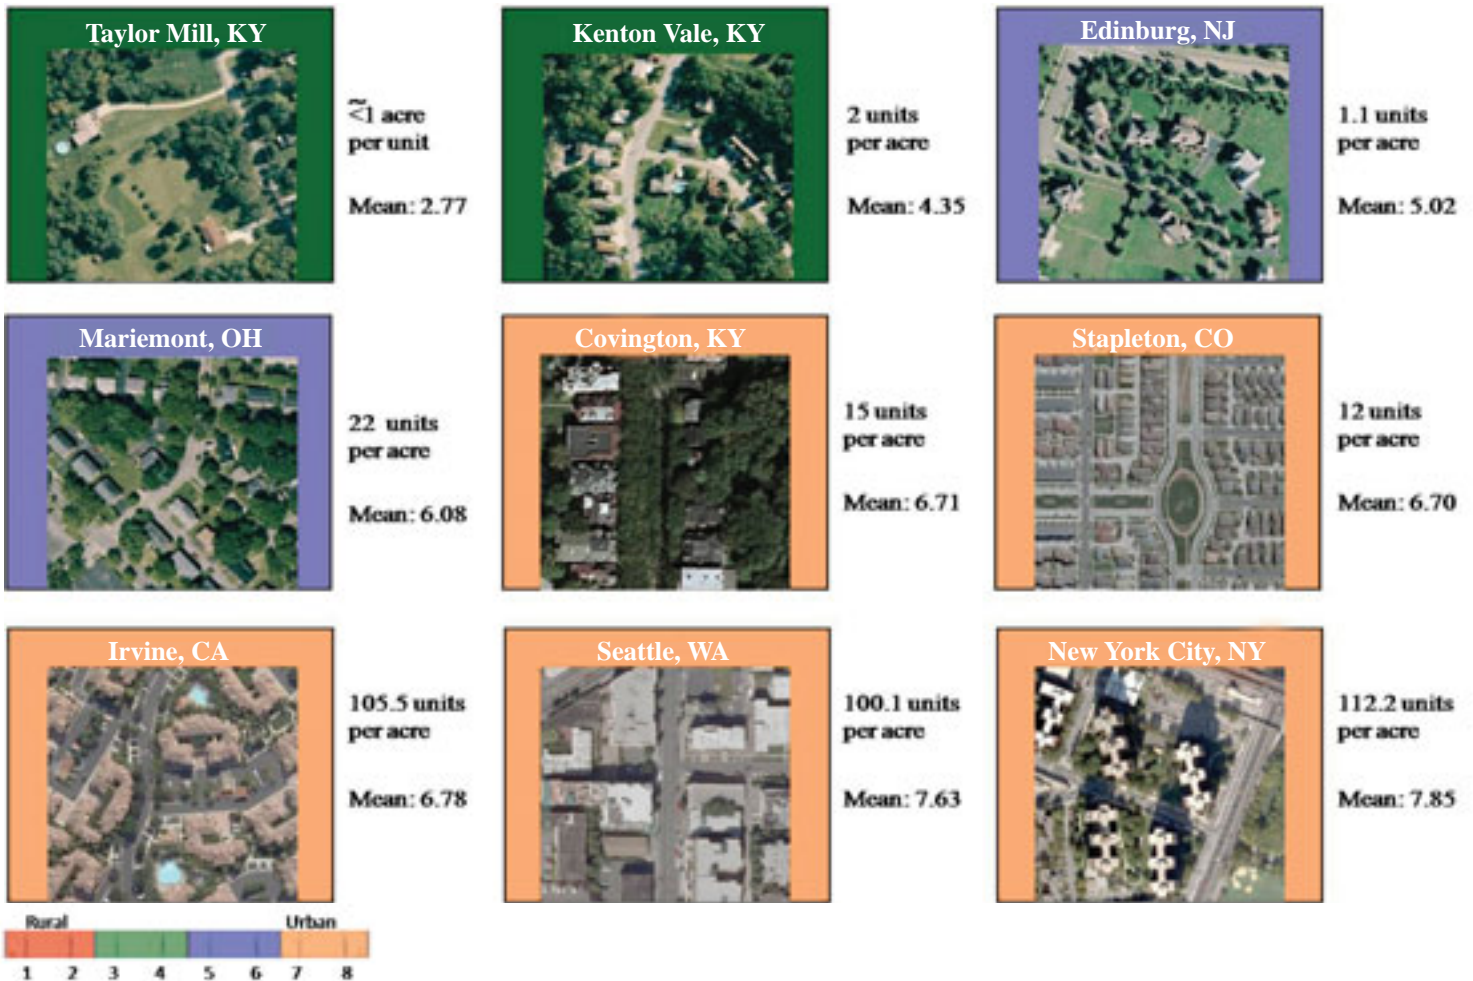 Taylor Mill, KY
~<1 acre
per unit
Mean: 2.77
Kenton Vale, KY
2 units
per acre
Mean: 4.35
Edinburg, NJ
1.1 units
per acre
Mean: 5.02
Mariemont, OH
22 units
per acre
Mean: 6.08
Covington, KY
15 units
per acre
Mean: 6.71
Stapleton, CO
12 units
per acre
Mean: 6.70
Irvine, CA
105.5 units
per acre
Mean: 6.78
Seattle, WA
100.1 units
per acre
Mean: 7.63
New York City, NY
112.2 units
per acre
Mean: 7.85
Rural Urban
1 2 3 4 5 6 7 8